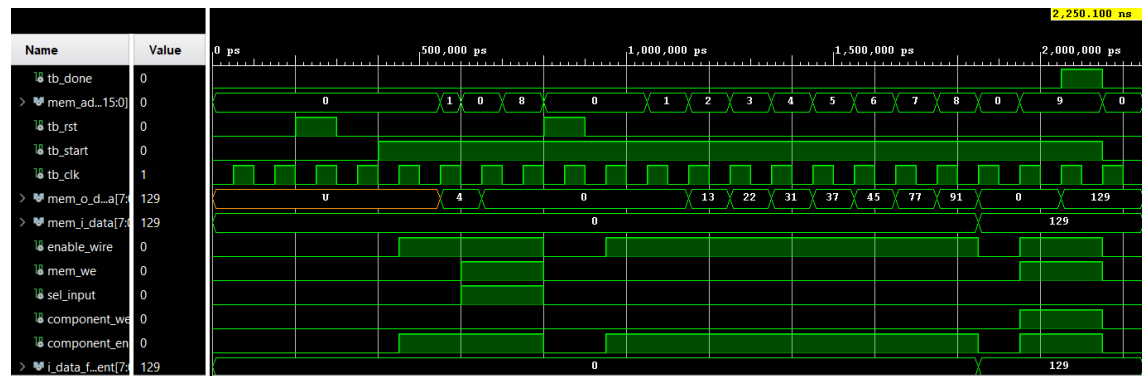 2,250.100 ns
Name Value 0 ps 500,000 ps 1,000,000 ps 1,500,000 ps 2,000,000 ps
tb_done 0
mem_ad...15:0] 0 0 1 0 8 0 1 2 3 4 5 6 7 8 0 9 0
tb_rst 0
tb_start 0
tb_clk 1
mem_o_d...a[7:0 129 U 4 0 13 22 31 37 45 77 91 0 129
mem_i_data[7:0 129 0 129
enable_wire 0
mem_we 0
sel_input 0
component_we 0
component_en 0
i_data_f...ent[7:0 129 0 129